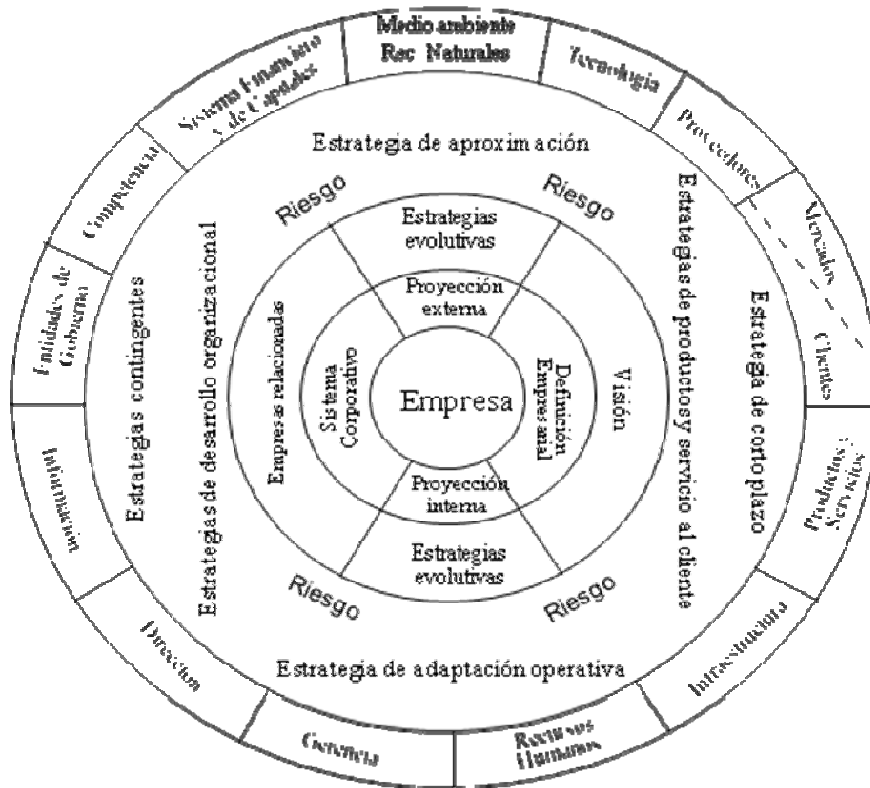 Medio ambiente
Rec Naturales
Tecnología
Proveedores
Mercados
Clientes
Productos y
Servicios
Infraestructura
Recursos
Humanos
Gerencia
Dirección
Información
Entidades de
Gobierno
Competencia
Sistema Financiero
y de Capitales
Estrategia de aproximación
Riesgo
Riesgo
Estrategias contingentes
Estrategias de desarrollo organizacional
Estrategias de productos y servicio al cliente
Estrategia de corto plazo
Estrategias
evolutivas
Proyección
externa
Empresas relacionadas
Sistema
Corporativo
Empresa
Definición
Empresarial
Visión
Proyección
interna
Estrategias
evolutivas
Riesgo
Riesgo
Estrategia de adaptación operativa